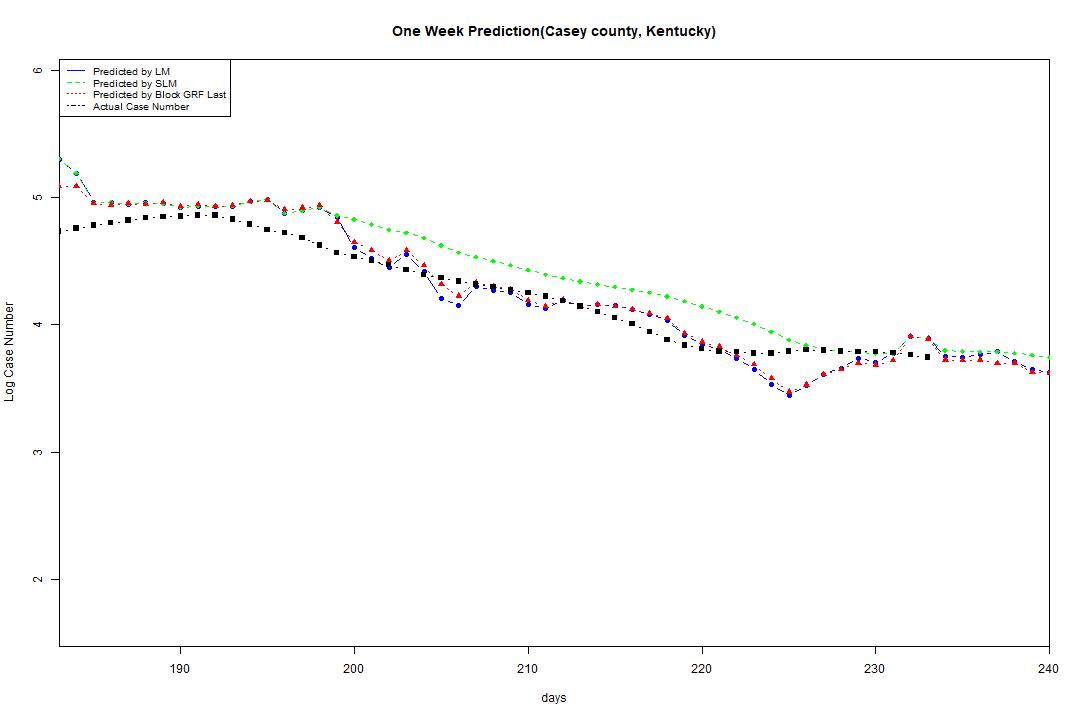 One Week Prediction(Casey county, Kentucky)
Predicted by LM
Predicted by SLM
Predicted by Block GRF Last
Actual Case Number
6
5
4
3
2
Log Case Number
190 200 210 220 230 240
days